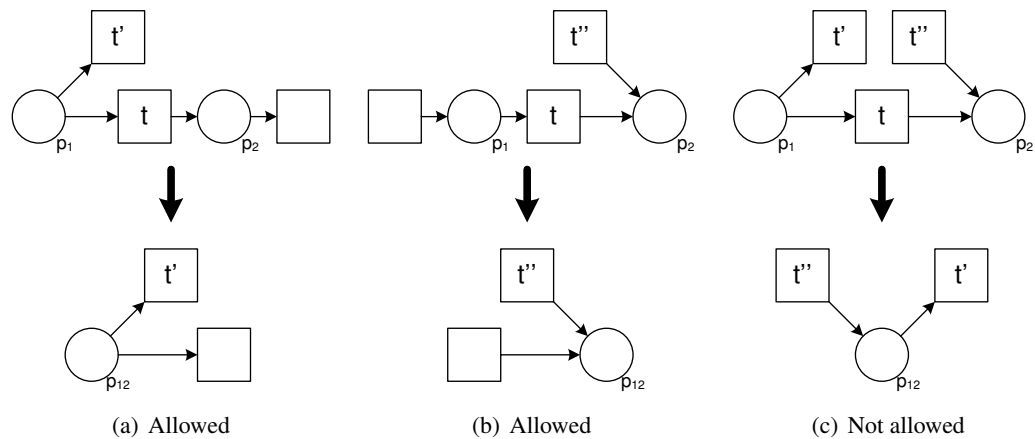 t' t'' t' t''
t t t
p1 p2 p1 p2 p1 p2
t' t'' t'' t'
p12 p12 p12
(a) Allowed (b) Allowed (c) Not allowed